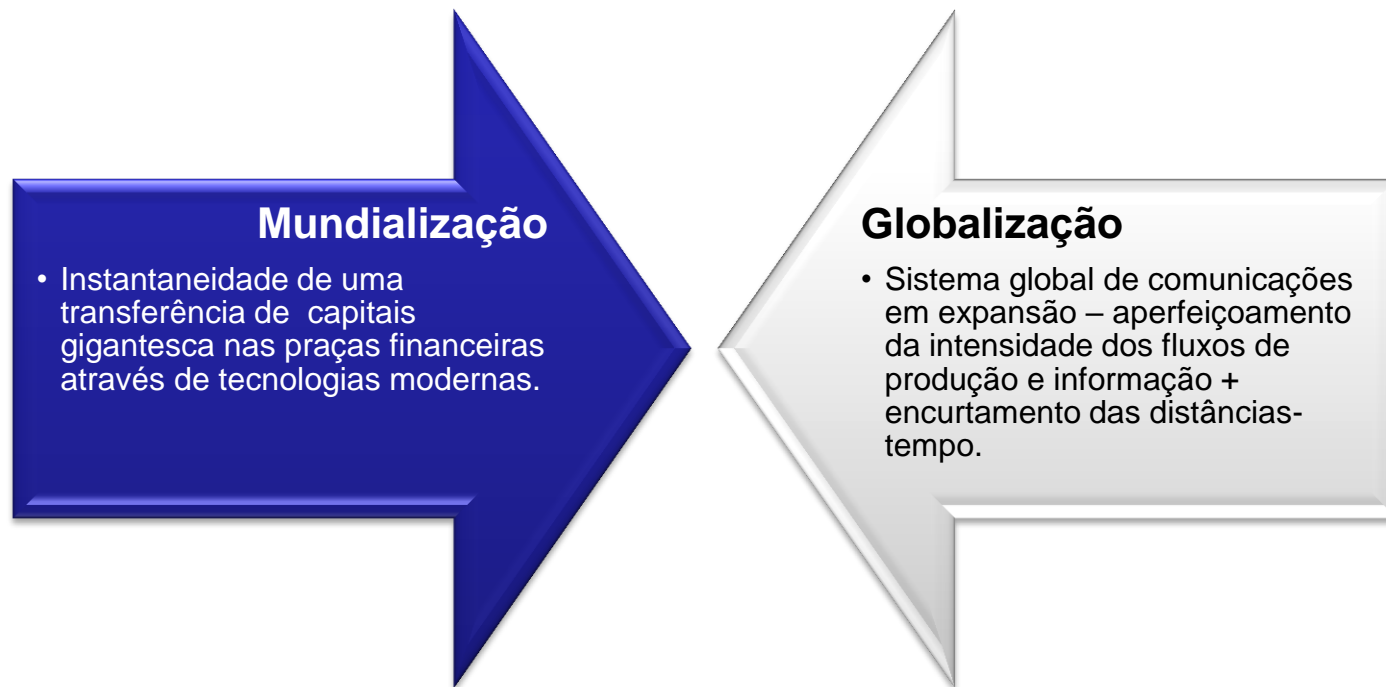 Mundialização
• Instantaneidade de uma
transferência de capitais
gigantesca nas praças financeiras
através de tecnologias modernas.
Globalização
• Sistema global de comunicações
em expansão – aperfeiçoamento
da intensidade dos fluxos de
produção e informação +
encurtamento das distâncias-
tempo.